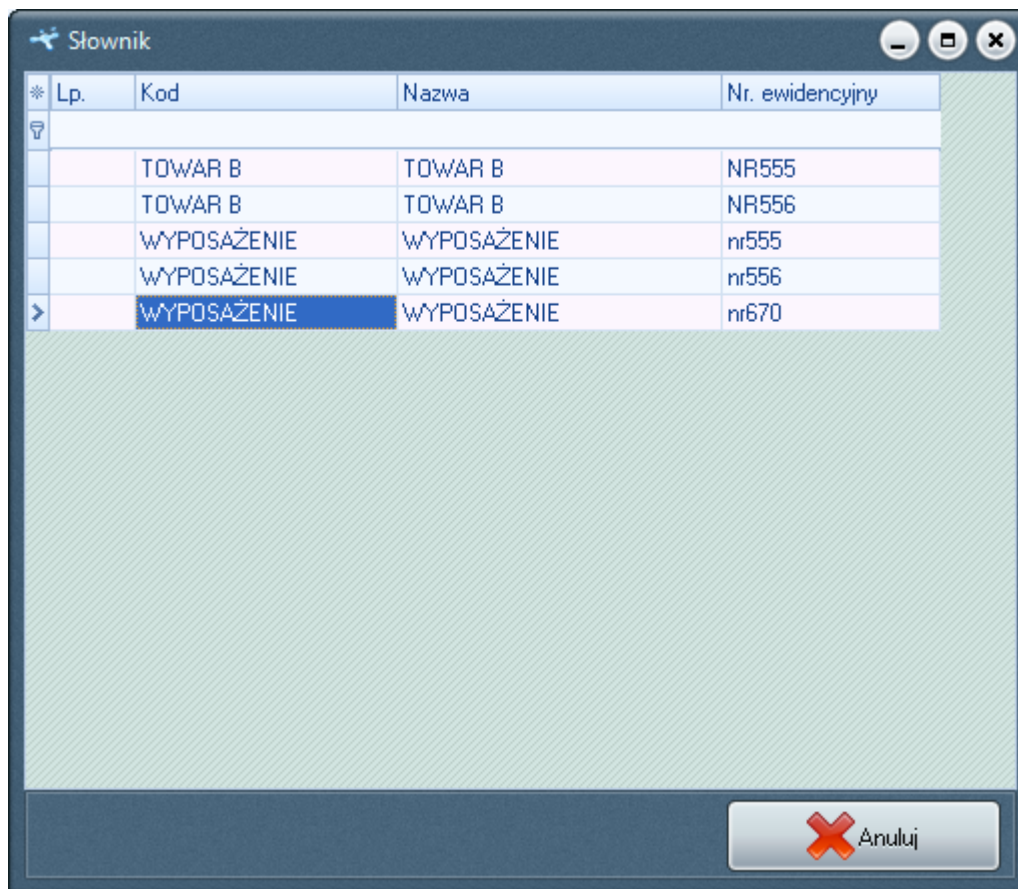 Słownik
Lp. Kod Nazwa Nr. ewidencyjny
TOWAR B TOWAR B NR555
TOWAR B TOWAR B NR556
WYPOSAŻENIE WYPOSAŻENIE nr555
WYPOSAŻENIE WYPOSAŻENIE nr556
WYPOSAŻENIE WYPOSAŻENIE nr670
Anuluj